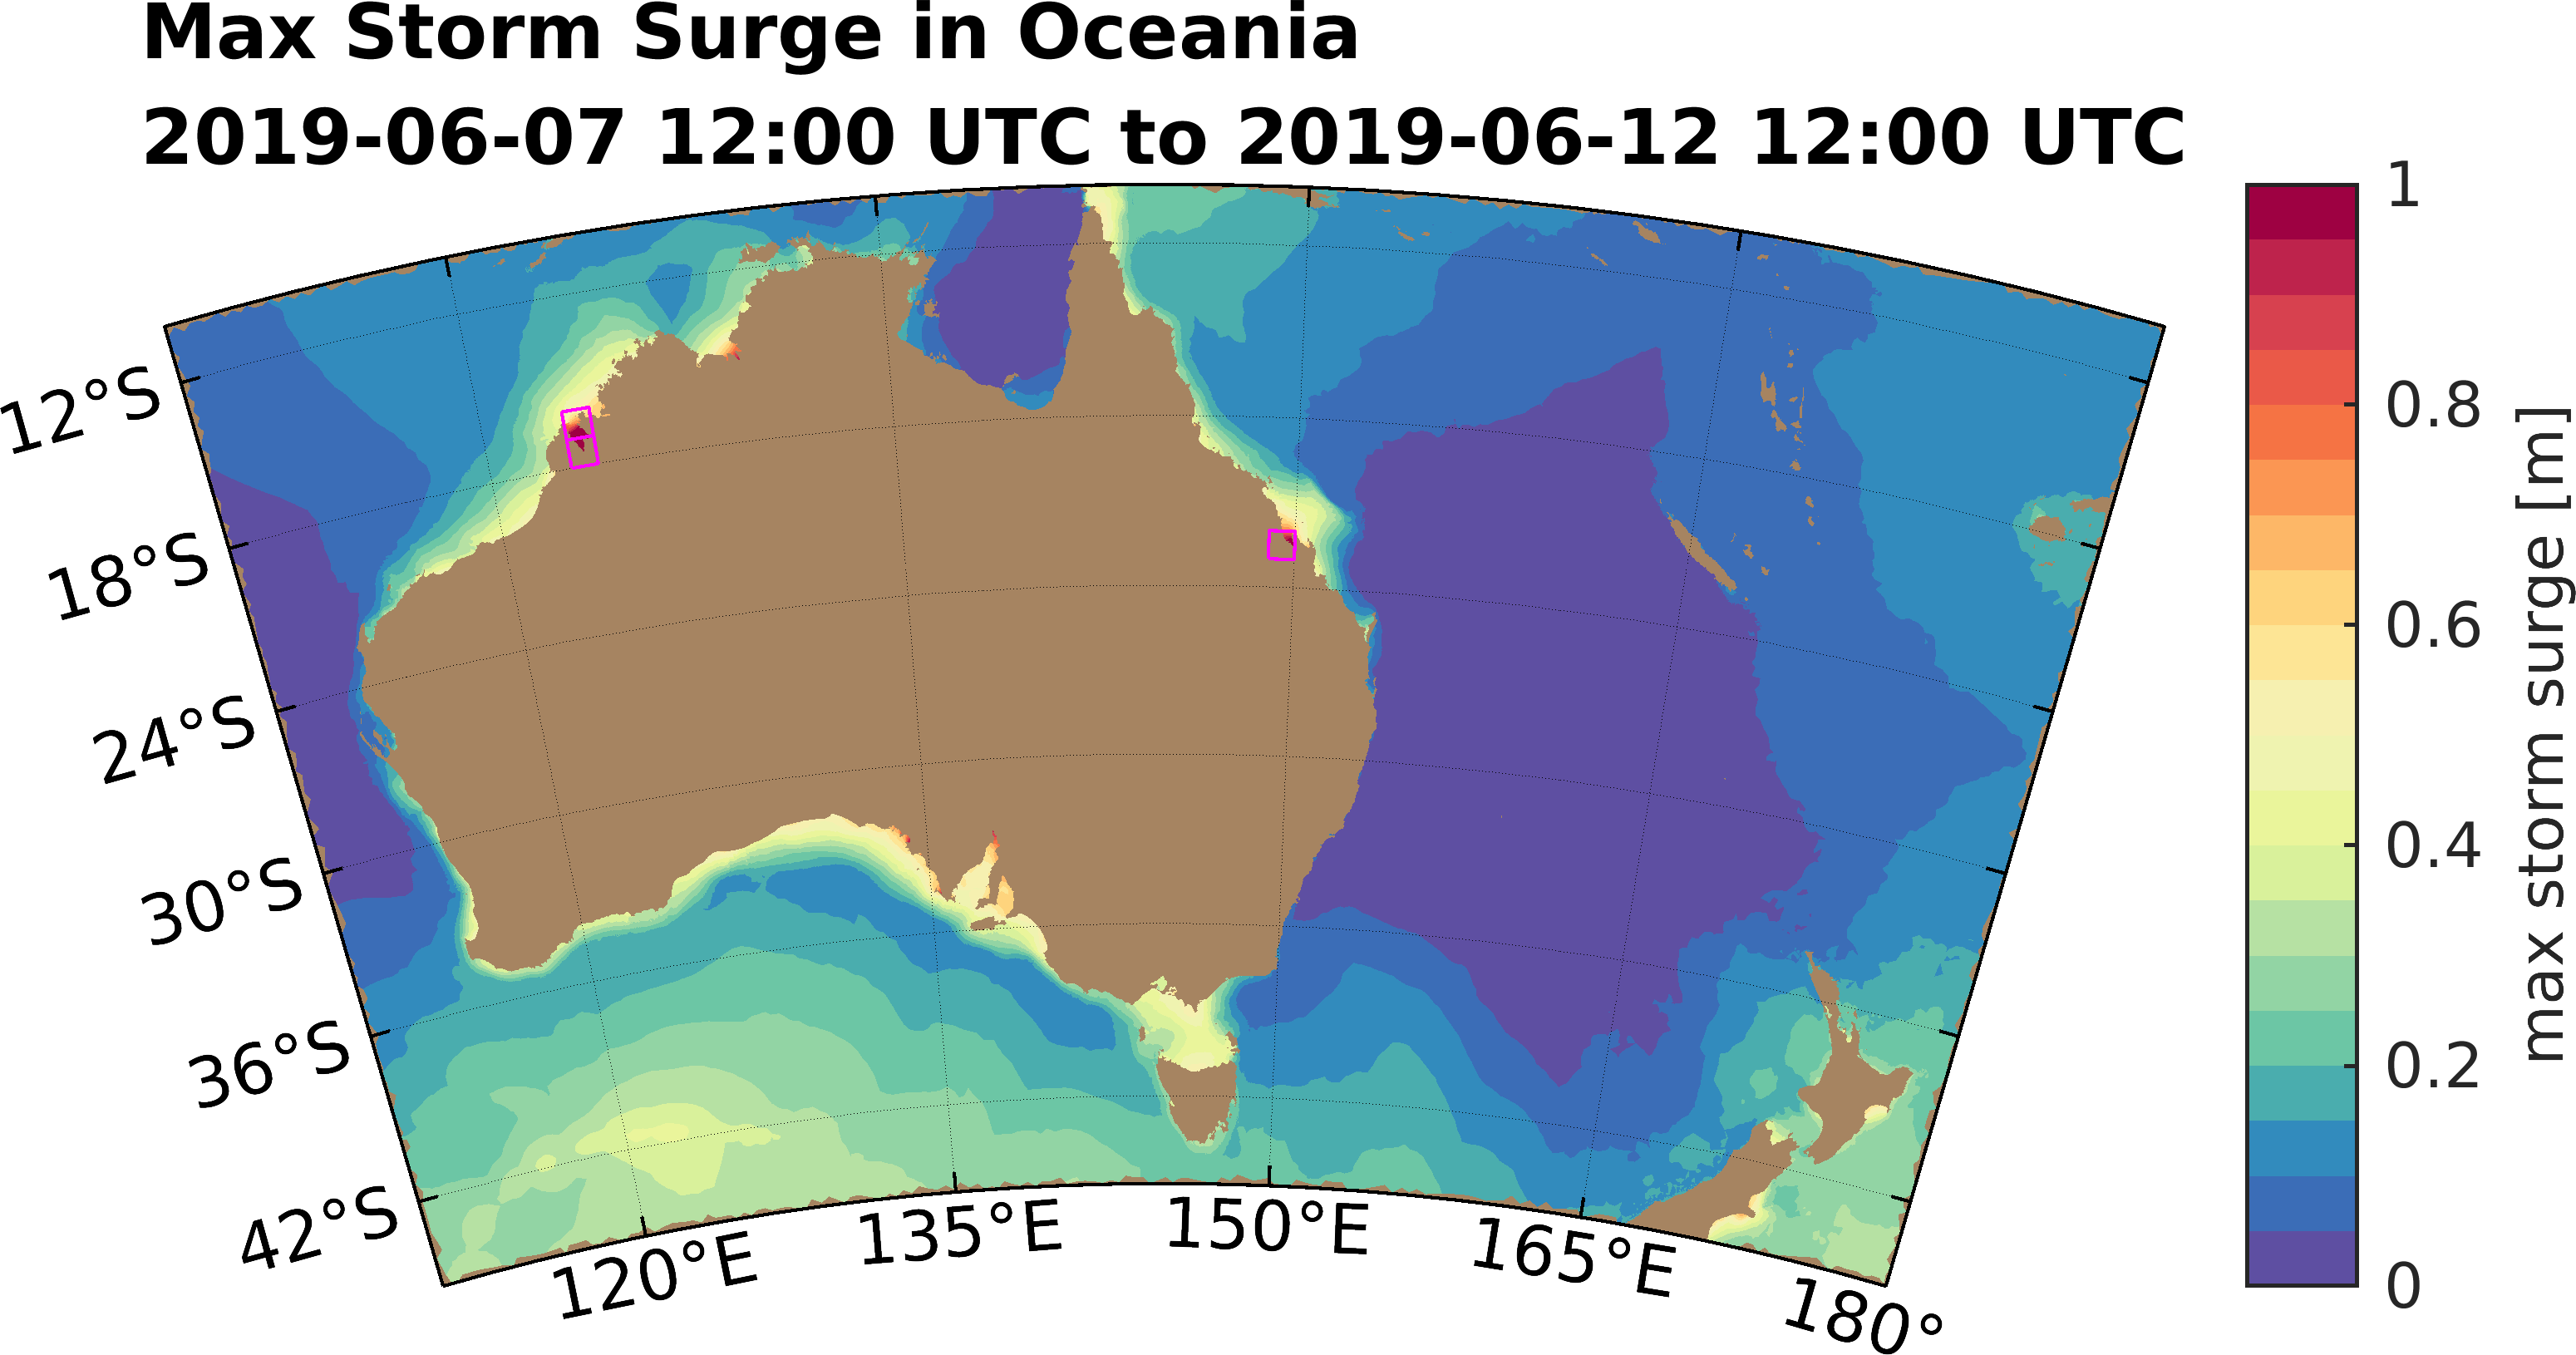 Max Storm Surge in Oceania
2019-06-07 12:00 UTC to 2019-06-12 12:00 UTC
12°S
18°S
24°S
30°S
36°S
42°S
120°E
135°E
150°E
165°E
180°
1
0.8
0.6
0.4
0.2
0
max storm surge [m]